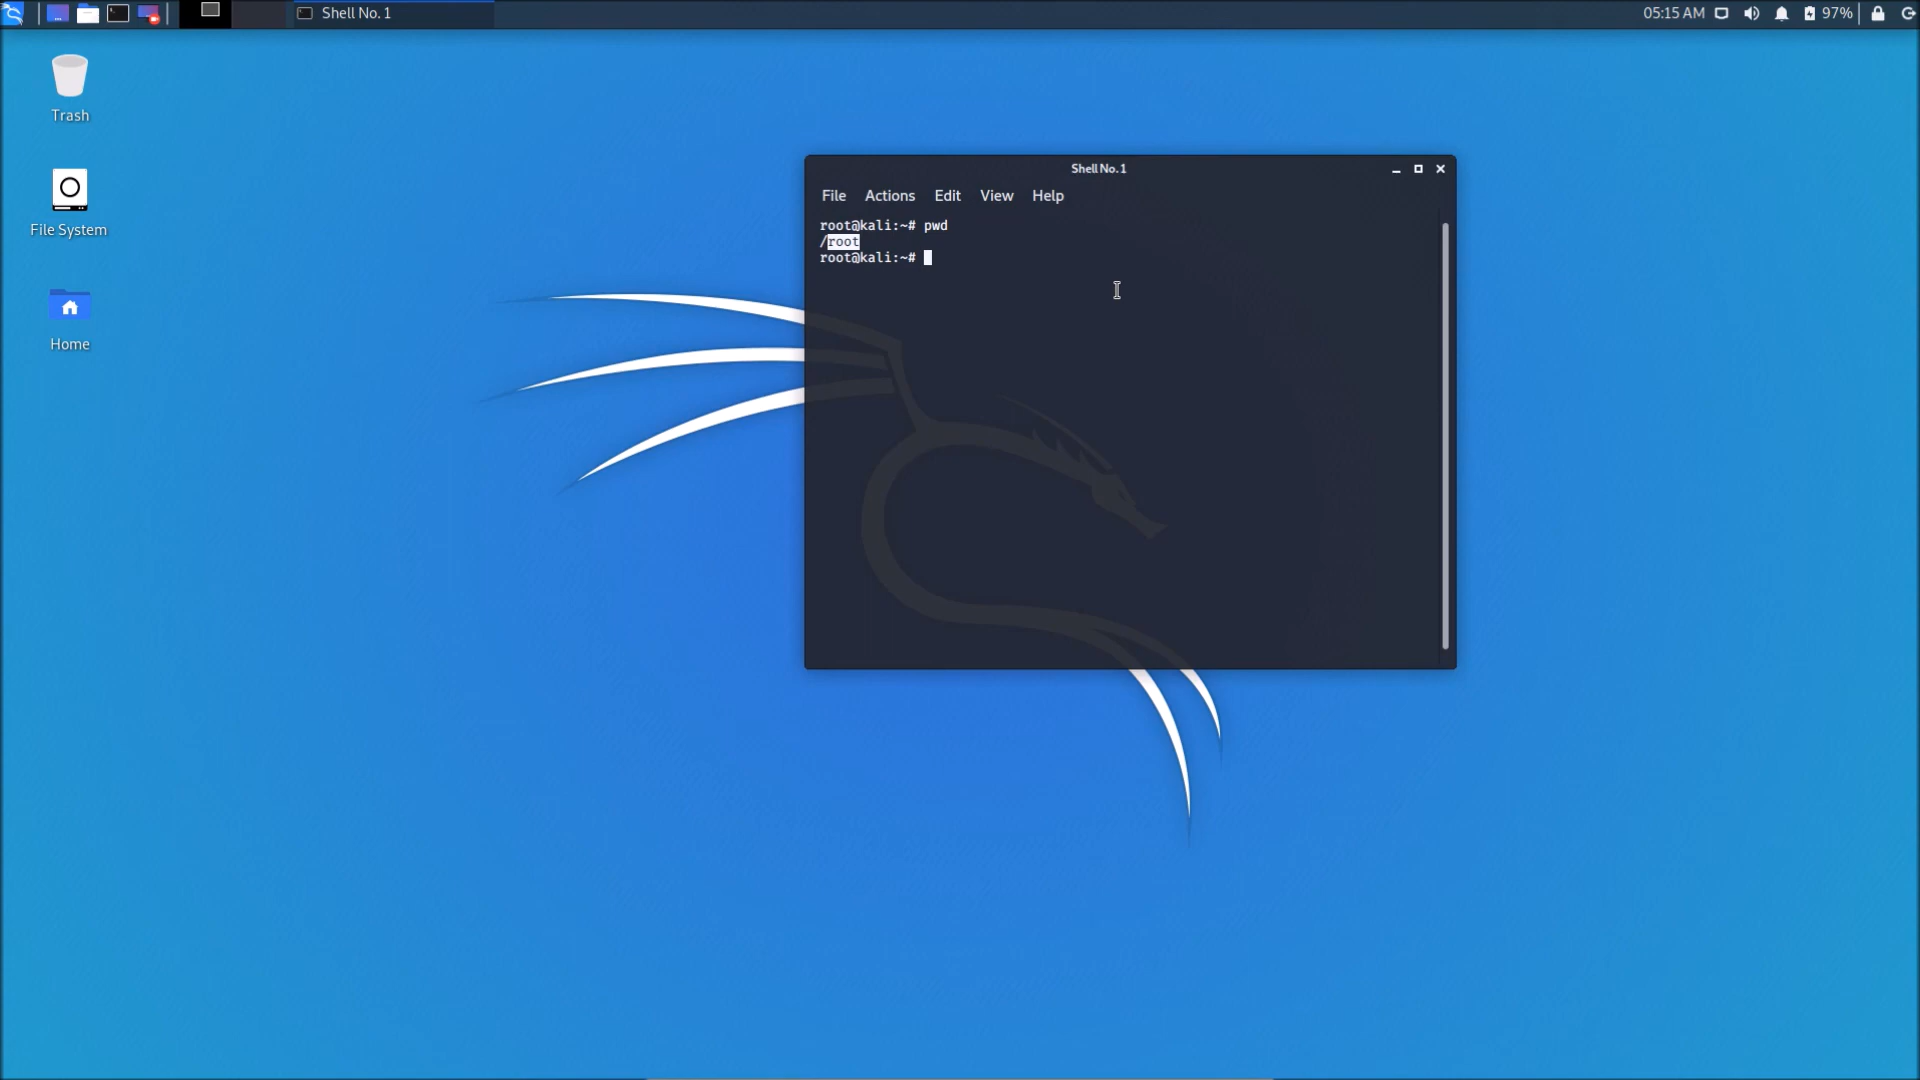 Shell No. 1
05:15 AM
97%
Trash
File System
Home
Shell No. 1
File Actions Edit View Help
root@kali:~# pwd
/root
root@kali:~#